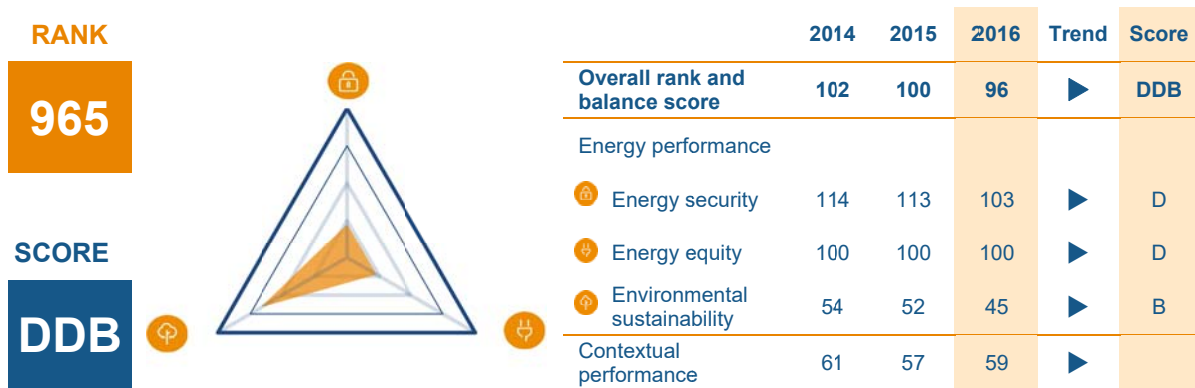 RANK
965
SCORE
DDB
2014 2015 2016 Trend Score
Overall rank and
balance score 102 100 96 DDB
Energy performance
Energy security 114 113 103 D
Energy equity 100 100 100 D
Environmental
sustainability 54 52 45 B
Contextual
performance 61 57 59